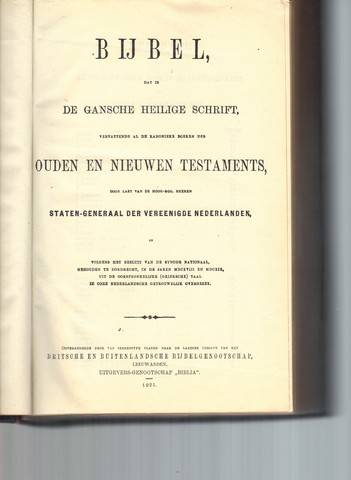 BIJBEL,
DAT IS
DE GANSCHE HEILIGE SCHRIFT,
VERVATTENDE AL DE KANONIEKE BOEKEN DES
OUDEN EN NIEUWEN TESTAMENTS,
DOOR LAST VAN DE HOOG-MOG. HEEREN
STATEN-GENERAAL DER VEREENIGDE NEDERLANDEN,
EN
VOLGENS HET BESLUIT VAN DE SYNODE NATIONAAL,
GEHOUDEN TE DORDRECHT, IN DE JAREN MDCXVIII EN MDCXIX,
UIT DE OORSPRONKELIJKE TAAL
IN ONZE NEDERLANDSCHE GETROUWELIJK OVERGEZET.
VAN HET
BRITSCHE EN BUITENLANDSCHE BIJBELGENOOTSCHAP,
LEEUWARDEN,
UITGEVERS-GENOOTSCHAP „BIBLIA".